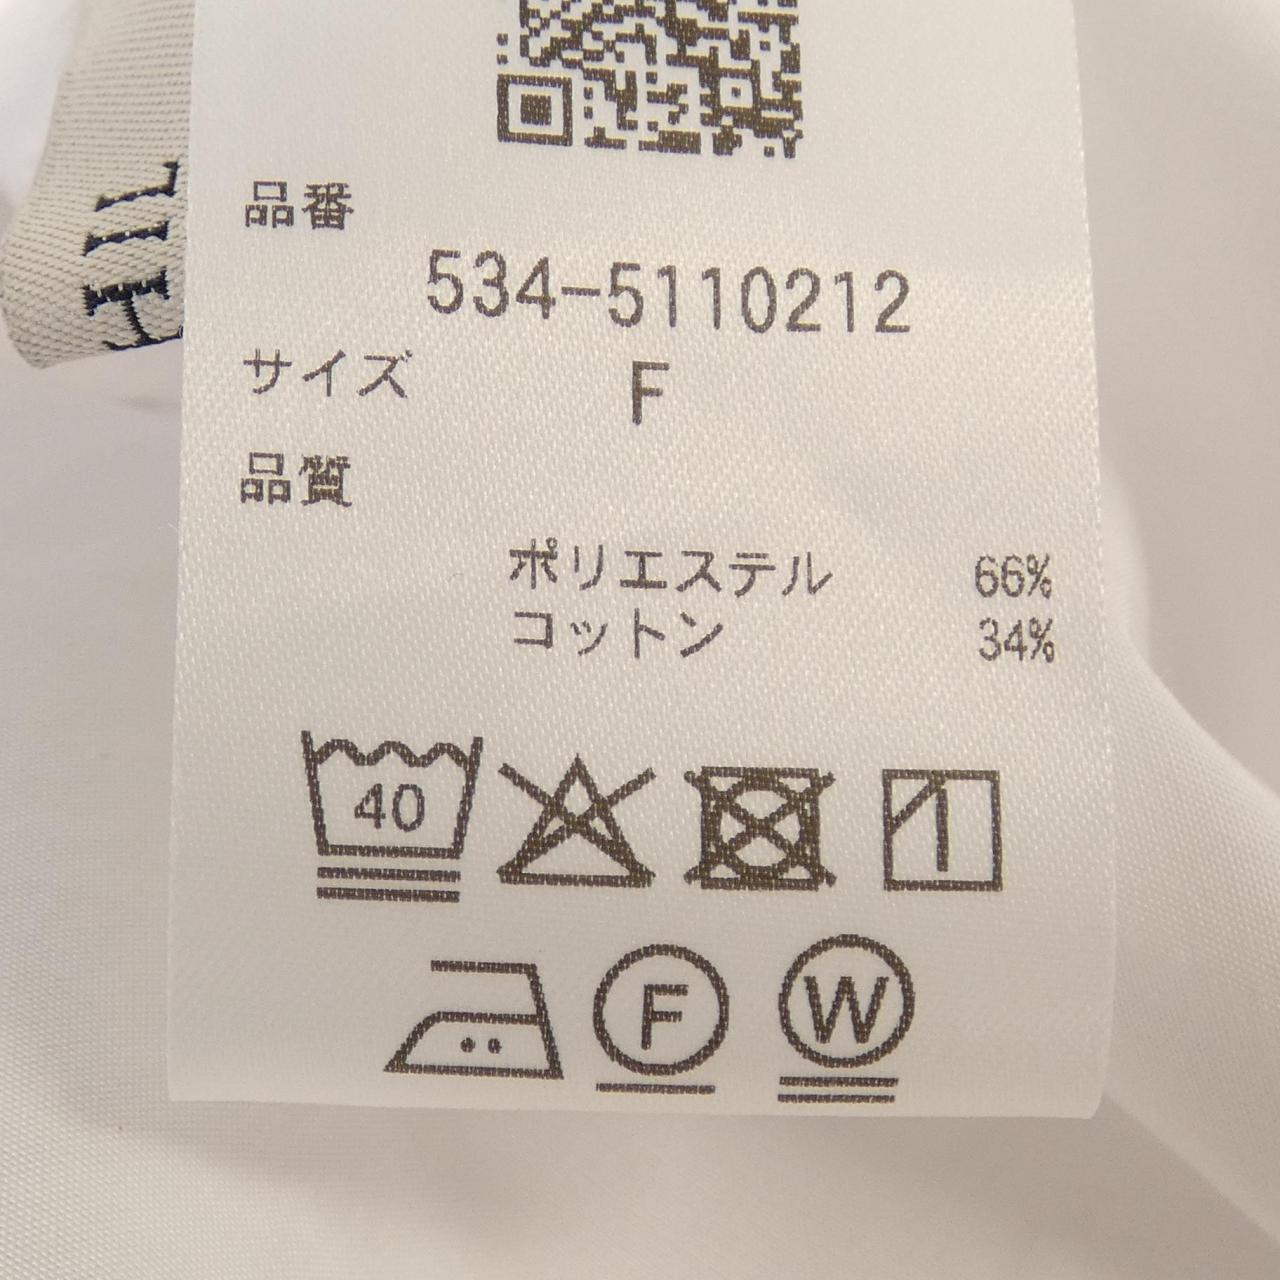 品番
534-5110212
サイズ F
品質
ポリエステル 66%
コットン 34%
40
F W